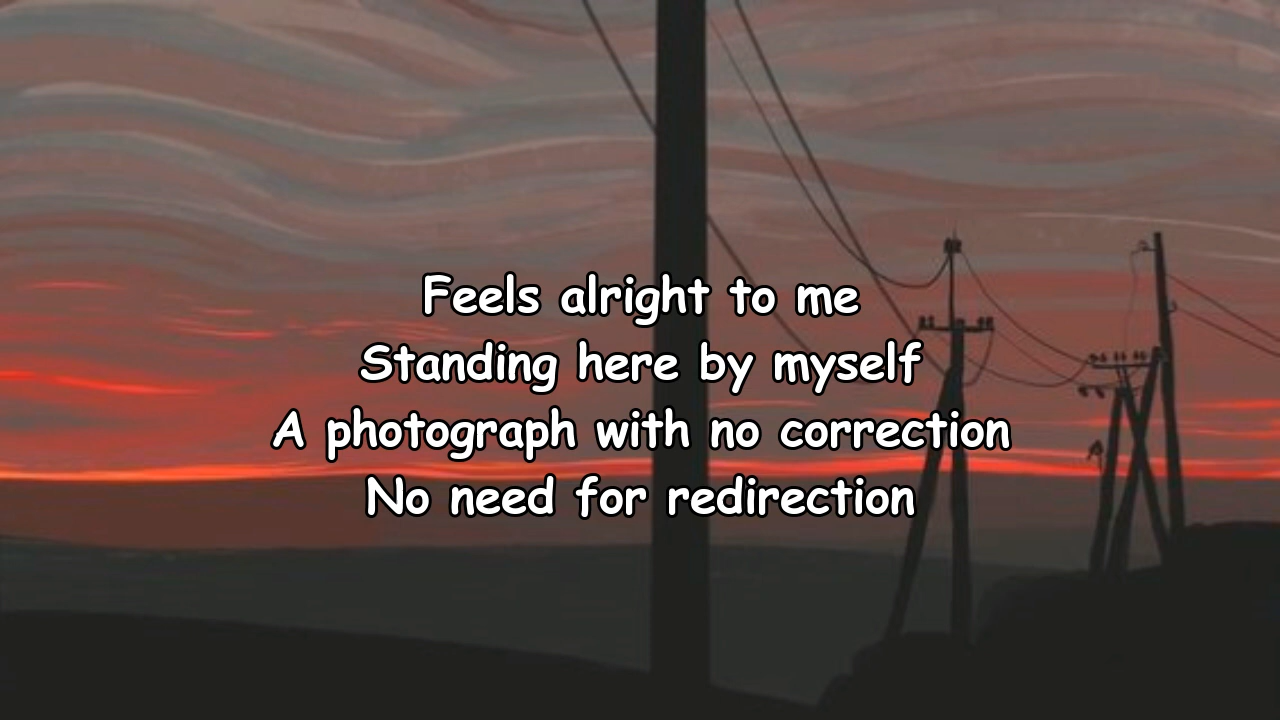 Feels alright to me
Standing here by myself
A photograph with no correction
No need for redirection